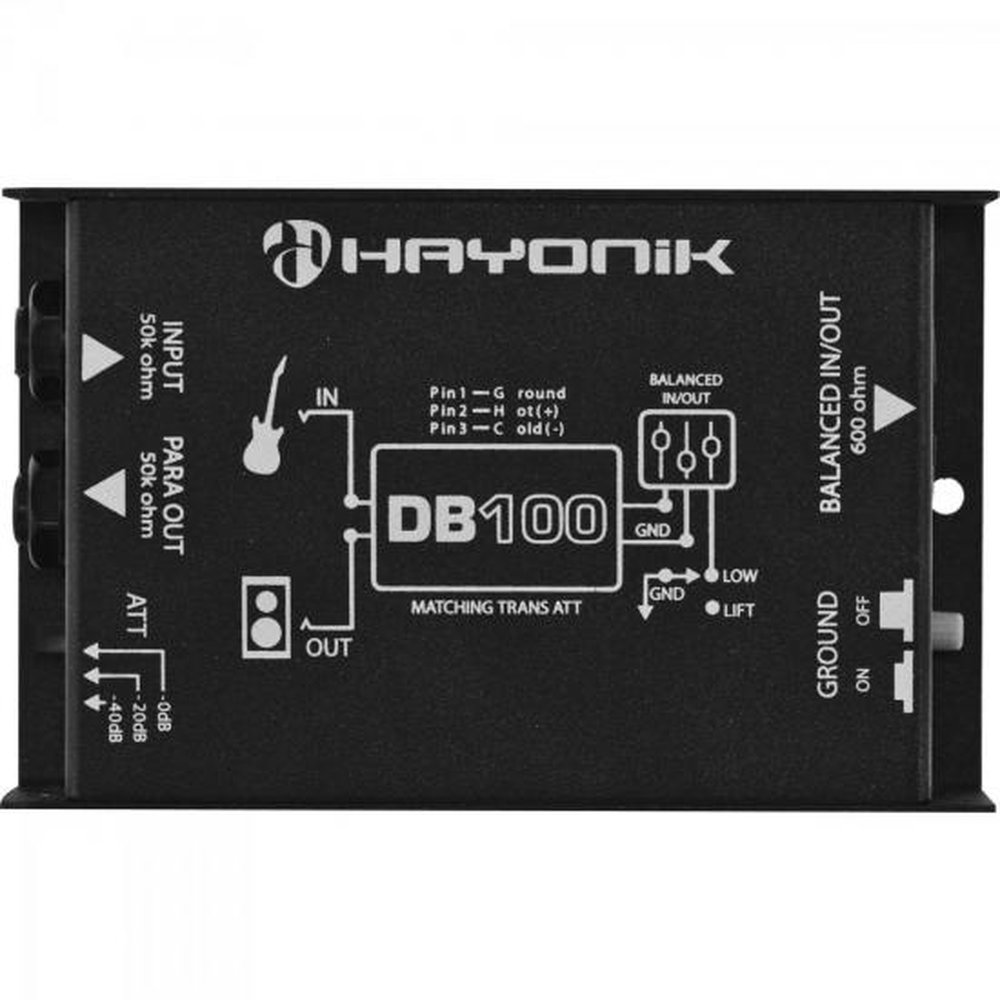 HAYONiK
INPUT
50k ohm
PARA OUT
50k ohm
ATT
-0dB
-20dB
-40dB
IN
OUT
Pin1—G round
Pin2—H ot(+)
Pin3—C old(-)
DB100
MATCHING TRANS ATT
BALANCED
IN/OUT
GND
GND
LOW
LIFT
BALANCED IN/OUT
600 ohm
GROUND
OFF
ON